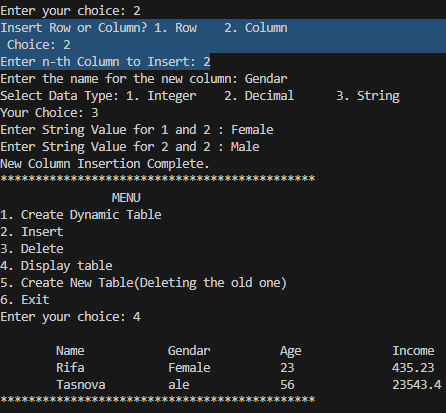 Enter your choice: 2
Insert Row or Column? 1. Row    2. Column
 Choice: 2
Enter n-th Column to Insert: 2
Enter the name for the new column: Gendar
Select Data Type: 1. Integer    2. Decimal      3. String
Your Choice: 3
Enter String Value for 1 and 2 : Female
Enter String Value for 2 and 2 : Male
New Column Insertion Complete.
*********************************************
                MENU
1. Create Dynamic Table
2. Insert
3. Delete
4. Display table
5. Create New Table(Deleting the old one)
6. Exit
Enter your choice: 4
        Name            Gendar          Age             Income
        Rifa            Female          23              435.23
        Tasnova         ale             56              23543.4
*********************************************